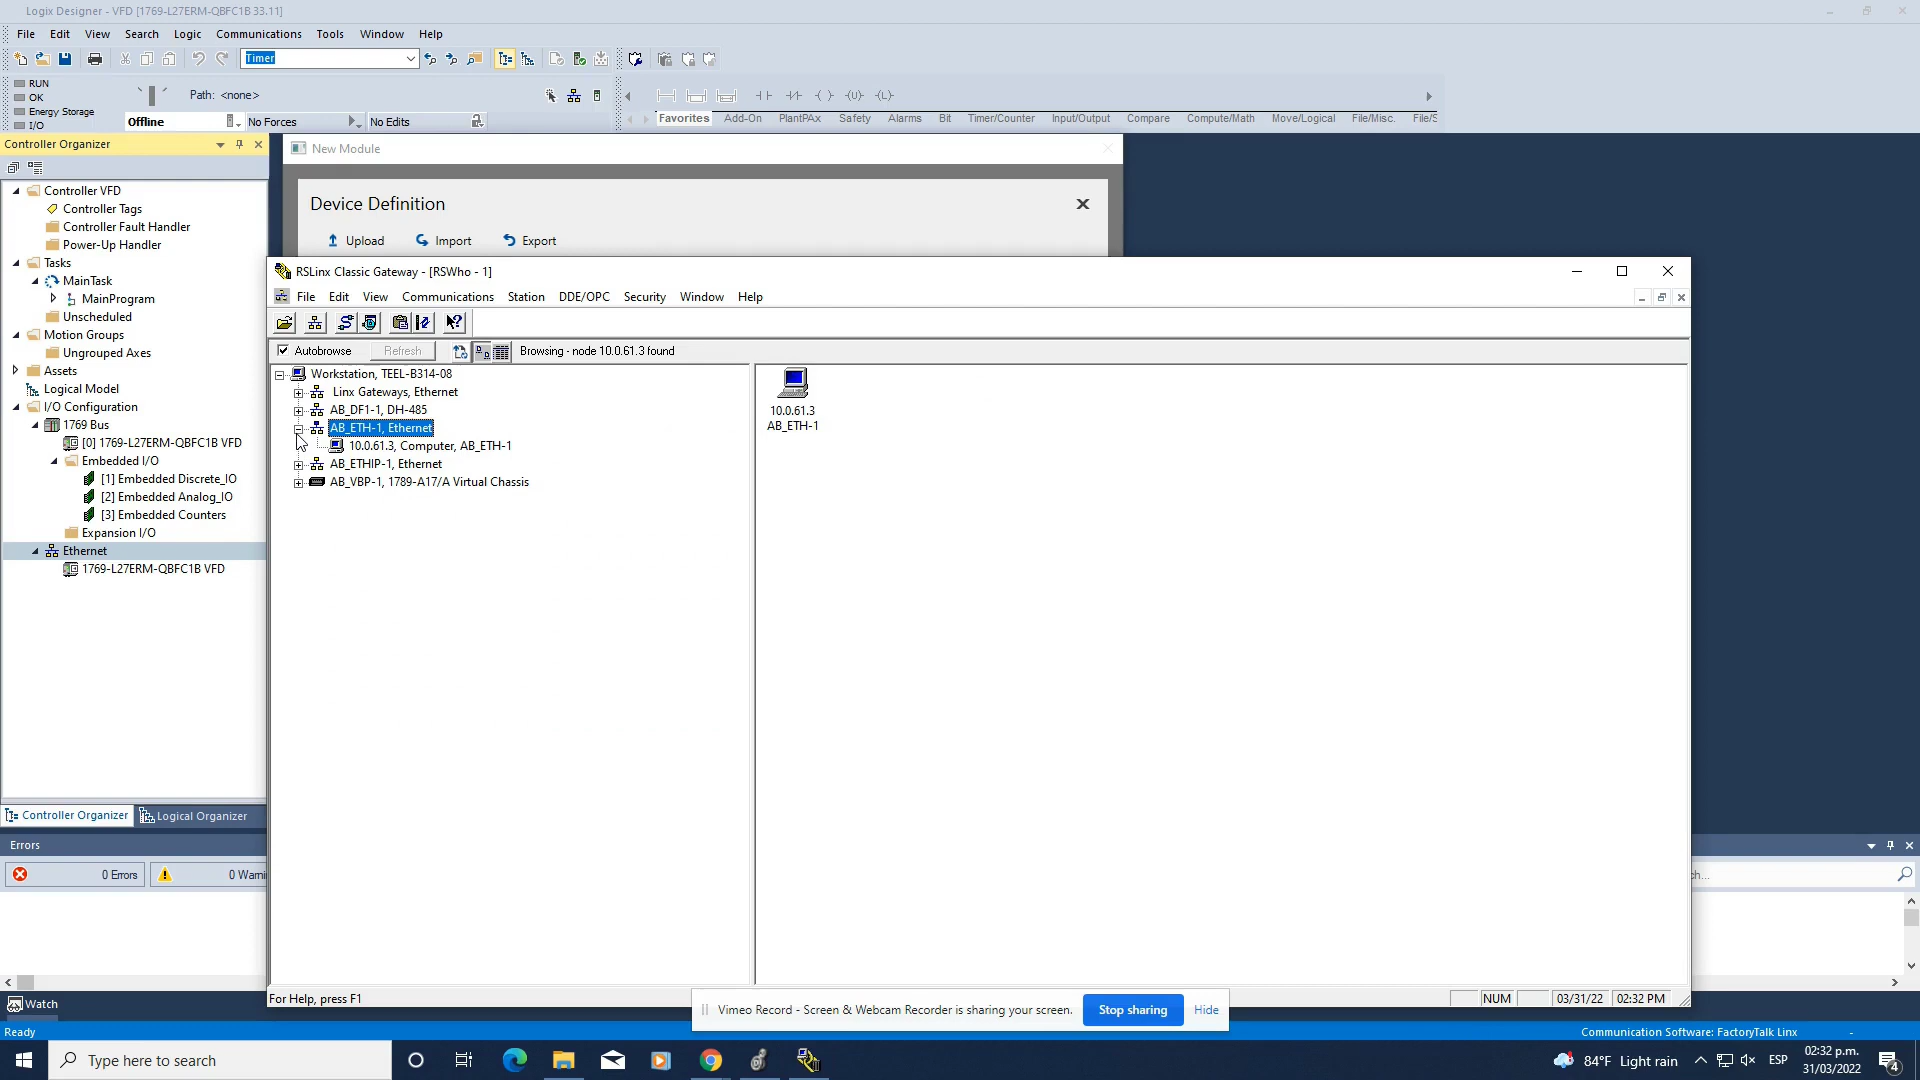 Logix Designer - VFD [1769-L27ERM-QBFC1B 33.11]
File Edit View Search Logic Communications Tools Window Help
Timer
RUN
OK
Energy Storage
I/O
Path: <none>
Offline
No Forces
No Edits
Favorites Add-On PlantPAx Safety Alarms Bit Timer/Counter Input/Output Compare Compute/Math Move/Logical File/Misc. File/S
Controller Organizer
Controller VFD
Controller Tags
Controller Fault Handler
Power-Up Handler
Tasks
MainTask
MainProgram
Unscheduled
Motion Groups
Ungrouped Axes
Assets
Logical Model
I/O Configuration
1769 Bus
[0] 1769-L27ERM-QBFC1B VFD
Embedded I/O
[1] Embedded Discrete_IO
[2] Embedded Analog_IO
[3] Embedded Counters
Expansion I/O
Ethernet
1769-L27ERM-QBFC1B VFD
Controller Organizer
Logical Organizer
New Module
Device Definition
Upload Import Export
RSLinx Classic Gateway - [RSWho - 1]
File Edit View Communications Station DDE/OPC Security Window Help
Autobrowse
Refresh
Browsing - node 10.0.61.3 found
Workstation, TEEL-B314-08
Linx Gateways, Ethernet
AB_DF1-1, DH-485
AB_ETH-1, Ethernet
10.0.61.3, Computer, AB_ETH-1
AB_ETHIP-1, Ethernet
AB_VBP-1, 1789-A17/A Virtual Chassis
10.0.61.3
AB_ETH-1
For Help, press F1
NUM
03/31/22
02:32 PM
Errors
0 Errors
0 Warni
ch...
Watch
Vimeo Record - Screen & Webcam Recorder is sharing your screen.
Stop sharing
Hide
Ready
Communication Software: FactoryTalk Linx
Type here to search
84°F Light rain
ESP
02:32 p.m.
31/03/2022
4